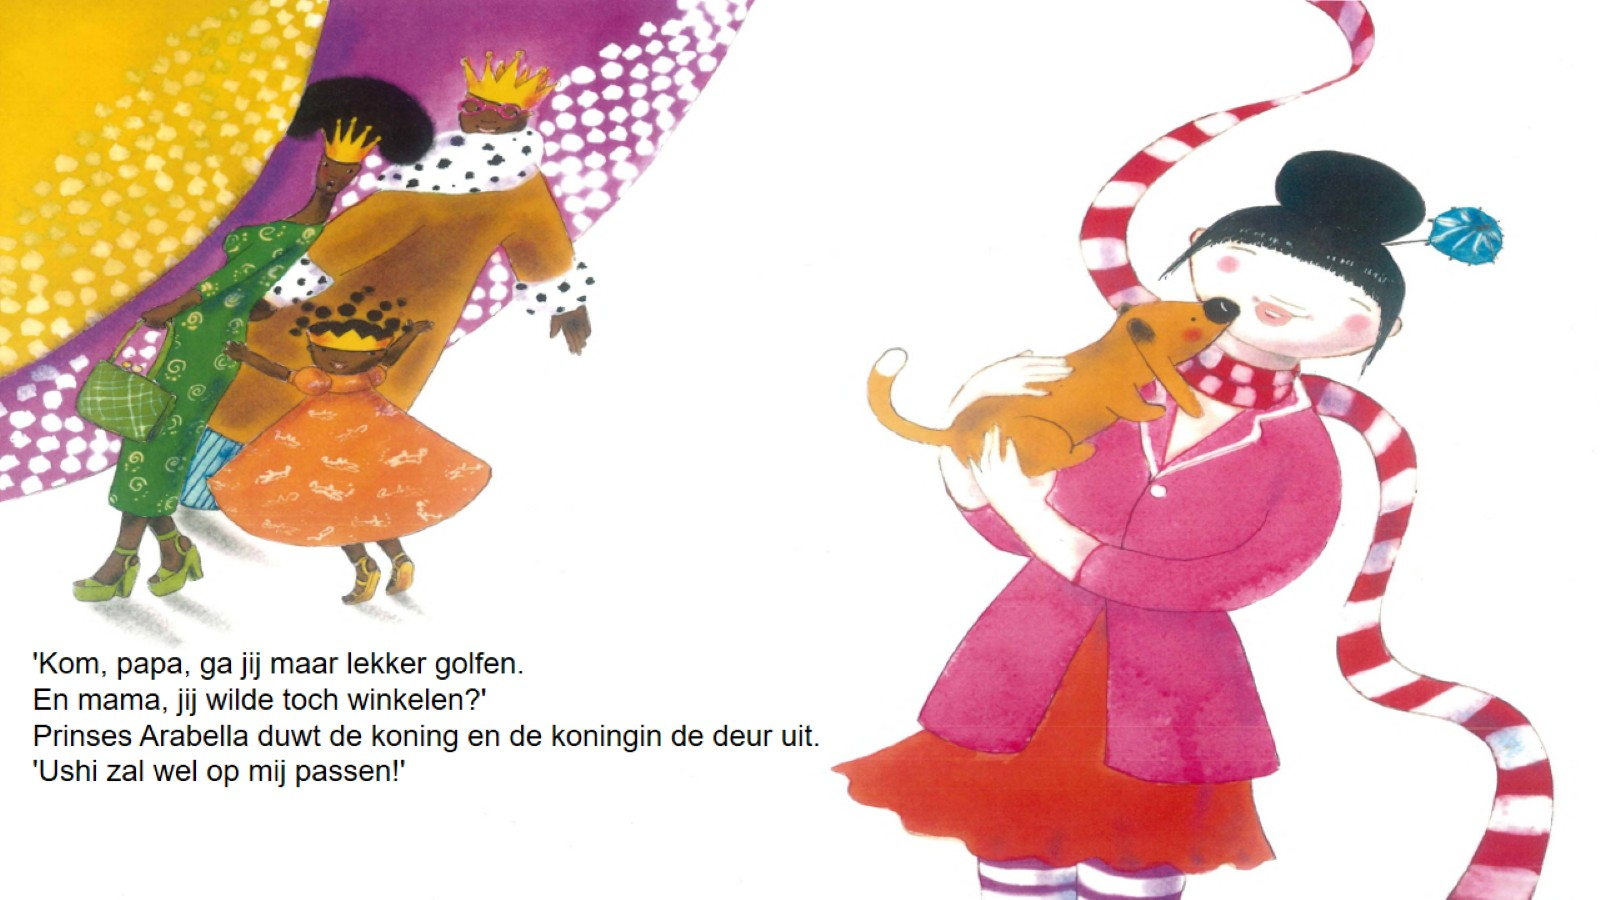 'Kom, papa, ga jij maar lekker golfen.
En mama, jij wilde toch winkelen?'
Prinses Arabella duwt de koning en de koningin de deur uit.
'Ushi zal wel op mij passen!'